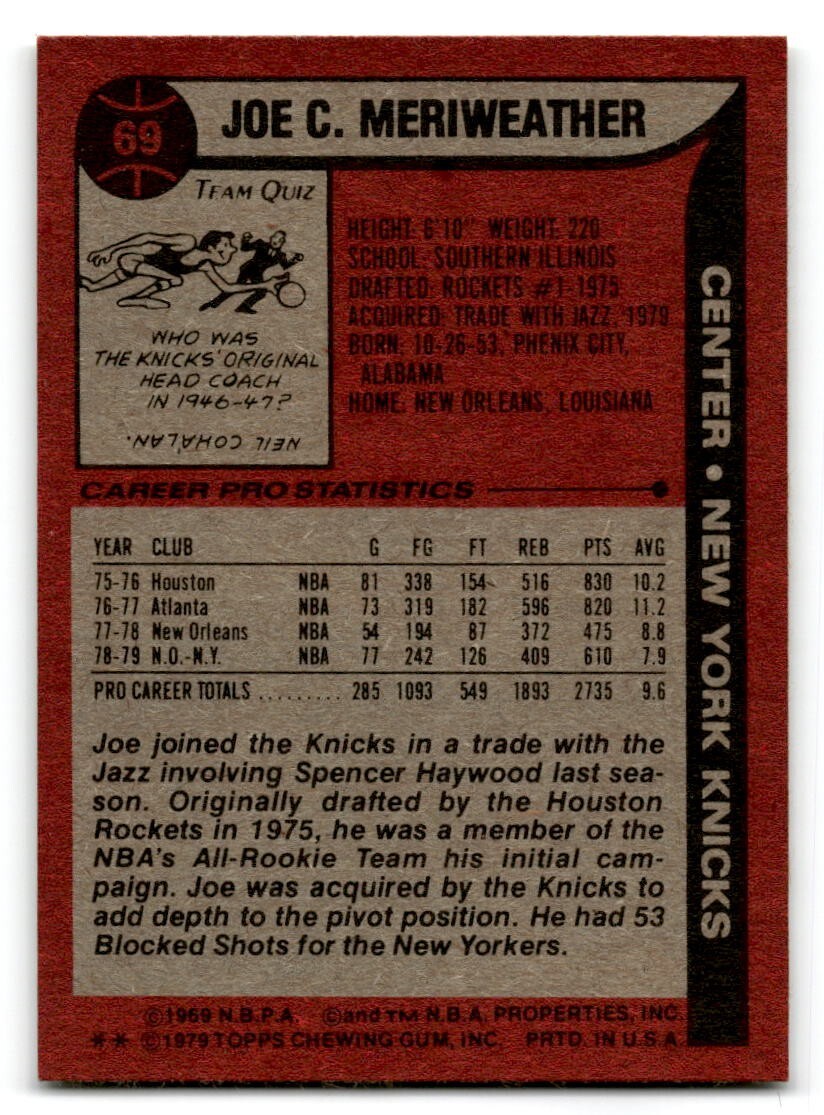 69
JOE C. MERIWEATHER
TEAM QUIZ
WHO WAS
THE KNICKS' ORIGINAL
HEAD COACH
IN 1946-47?
NEIL COHALAN.
HEIGHT: 6'10" WEIGHT: 220
SCHOOL: SOUTHERN ILLINOIS
DRAFTED: ROCKETS #1-1975
ACQUIRED: TRADE WITH JAZZ, 1979
BORN: 10-26-53, PHENIX CITY,
ALABAMA
HOME: NEW ORLEANS, LOUISIANA
CENTER • NEW YORK KNICKS
CAREER PRO STATISTICS
YEAR CLUB G FG FT REB PTS AVG
75-76 Houston NBA 81 338 154 516 830 10.2
76-77 Atlanta NBA 73 319 182 596 820 11.2
77-78 New Orleans NBA 54 194 87 372 475 8.8
78-79 N.O.-N.Y. NBA 77 242 126 409 610 7.9
PRO CAREER TOTALS ......... 285 1093 549 1893 2735 9.6
Joe joined the Knicks in a trade with the
Jazz involving Spencer Haywood last sea-
son. Originally drafted by the Houston
Rockets in 1975, he was a member of the
NBA's All-Rookie Team his initial cam-
paign. Joe was acquired by the Knicks to
add depth to the pivot position. He had 53
Blocked Shots for the New Yorkers.
©1969 N.B.P.A. ©and TM N.B.A. PROPERTIES, INC.
** ©1979 TOPPS CHEWING GUM, INC. PRTD. IN U.S.A.